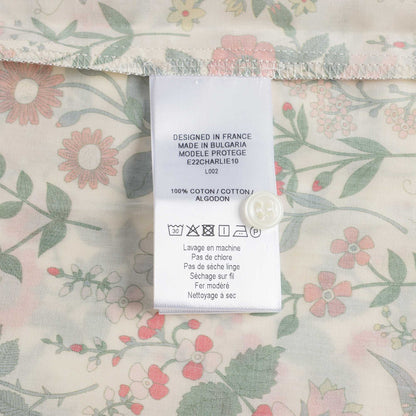 DESIGNED IN FRANCE
MADE IN BULGARIA
MODELE PROTEGE
E22CHARLIE10
L002
100% COTON / COTTON /
ALGODON
30
P
Lavage en machine
Pas de chlore
Pas de sèche linge
Séchage sur fil
Fer modéré
Nettoyage a sec